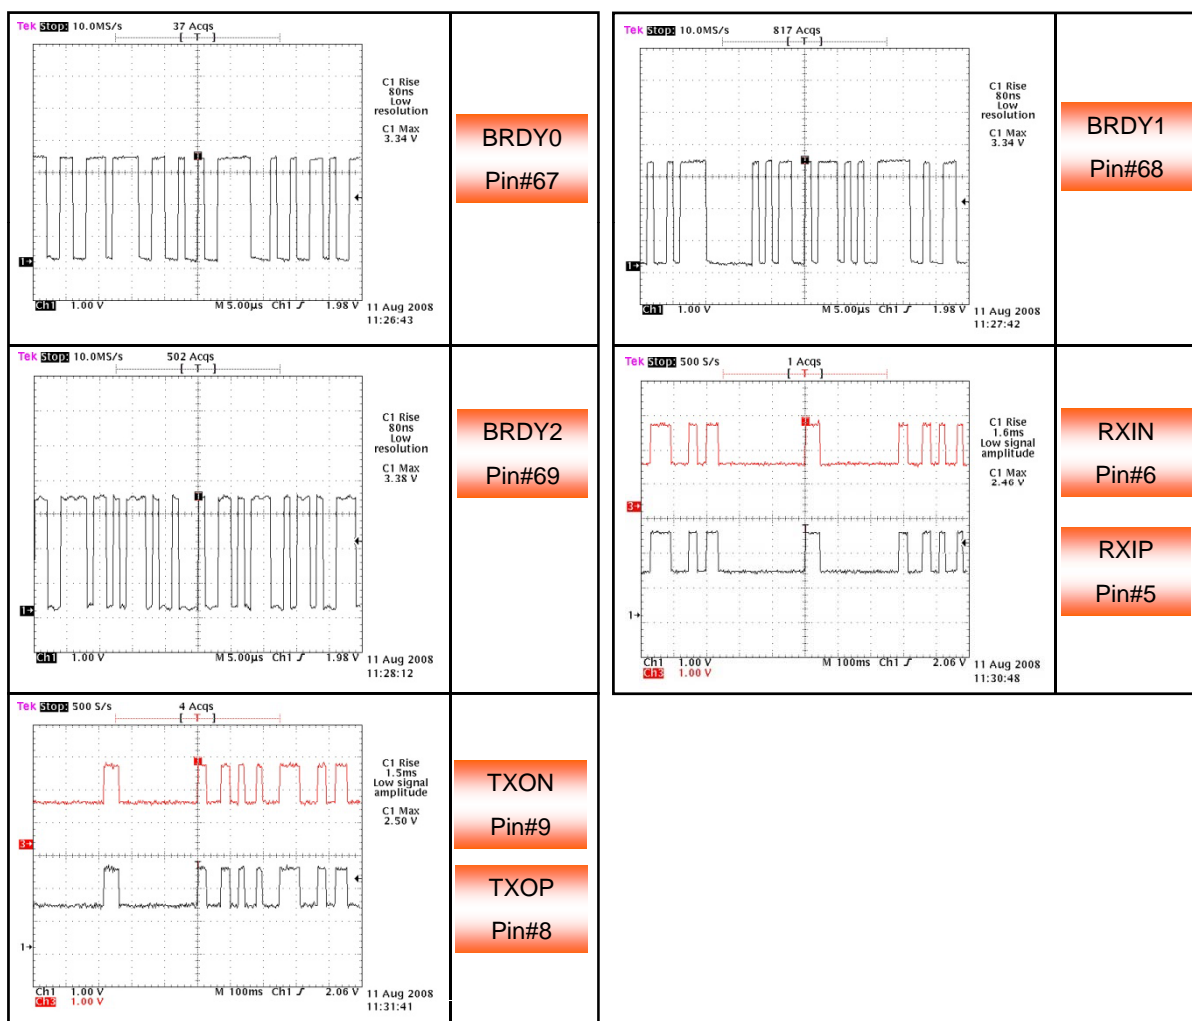 Tek Stop: 10.0MS/s 37 Acqs
[ T ]
C1 Rise
80ns
Low
resolution
C1 Max
3.34 V
T
1→
Ch1 1.00 V M 5.00µs Ch1 ∫ 1.98 V
11 Aug 2008
11:26:43
BRDY0
Pin#67
Tek Stop: 10.0MS/s 817 Acqs
[ T ]
C1 Rise
80ns
Low
resolution
C1 Max
3.34 V
T
1→
Ch1 1.00 V M 5.00µs Ch1 ∫ 1.98 V
11 Aug 2008
11:27:42
BRDY1
Pin#68
Tek Stop: 10.0MS/s 502 Acqs
[ T ]
C1 Rise
80ns
Low
resolution
C1 Max
3.38 V
T
1→
Ch1 1.00 V M 5.00µs Ch1 ∫ 1.98 V
11 Aug 2008
11:28:12
BRDY2
Pin#69
Tek Stop: 500 S/s 1 Acqs
[ T ]
C1 Rise
1.6ms
Low signal
amplitude
C1 Max
2.46 V
T
3→
T
1→
Ch1 1.00 V M 100ms Ch1 ∫ 2.06 V
Ch3 1.00 V
11 Aug 2008
11:30:48
RXIN
Pin#6
RXIP
Pin#5
Tek Stop: 500 S/s 4 Acqs
[ T ]
C1 Rise
1.5ms
Low signal
amplitude
C1 Max
2.50 V
T
3→
T
1→
Ch1 1.00 V M 100ms Ch1 ∫ 2.06 V
Ch3 1.00 V
11 Aug 2008
11:31:41
TXON
Pin#9
TXOP
Pin#8